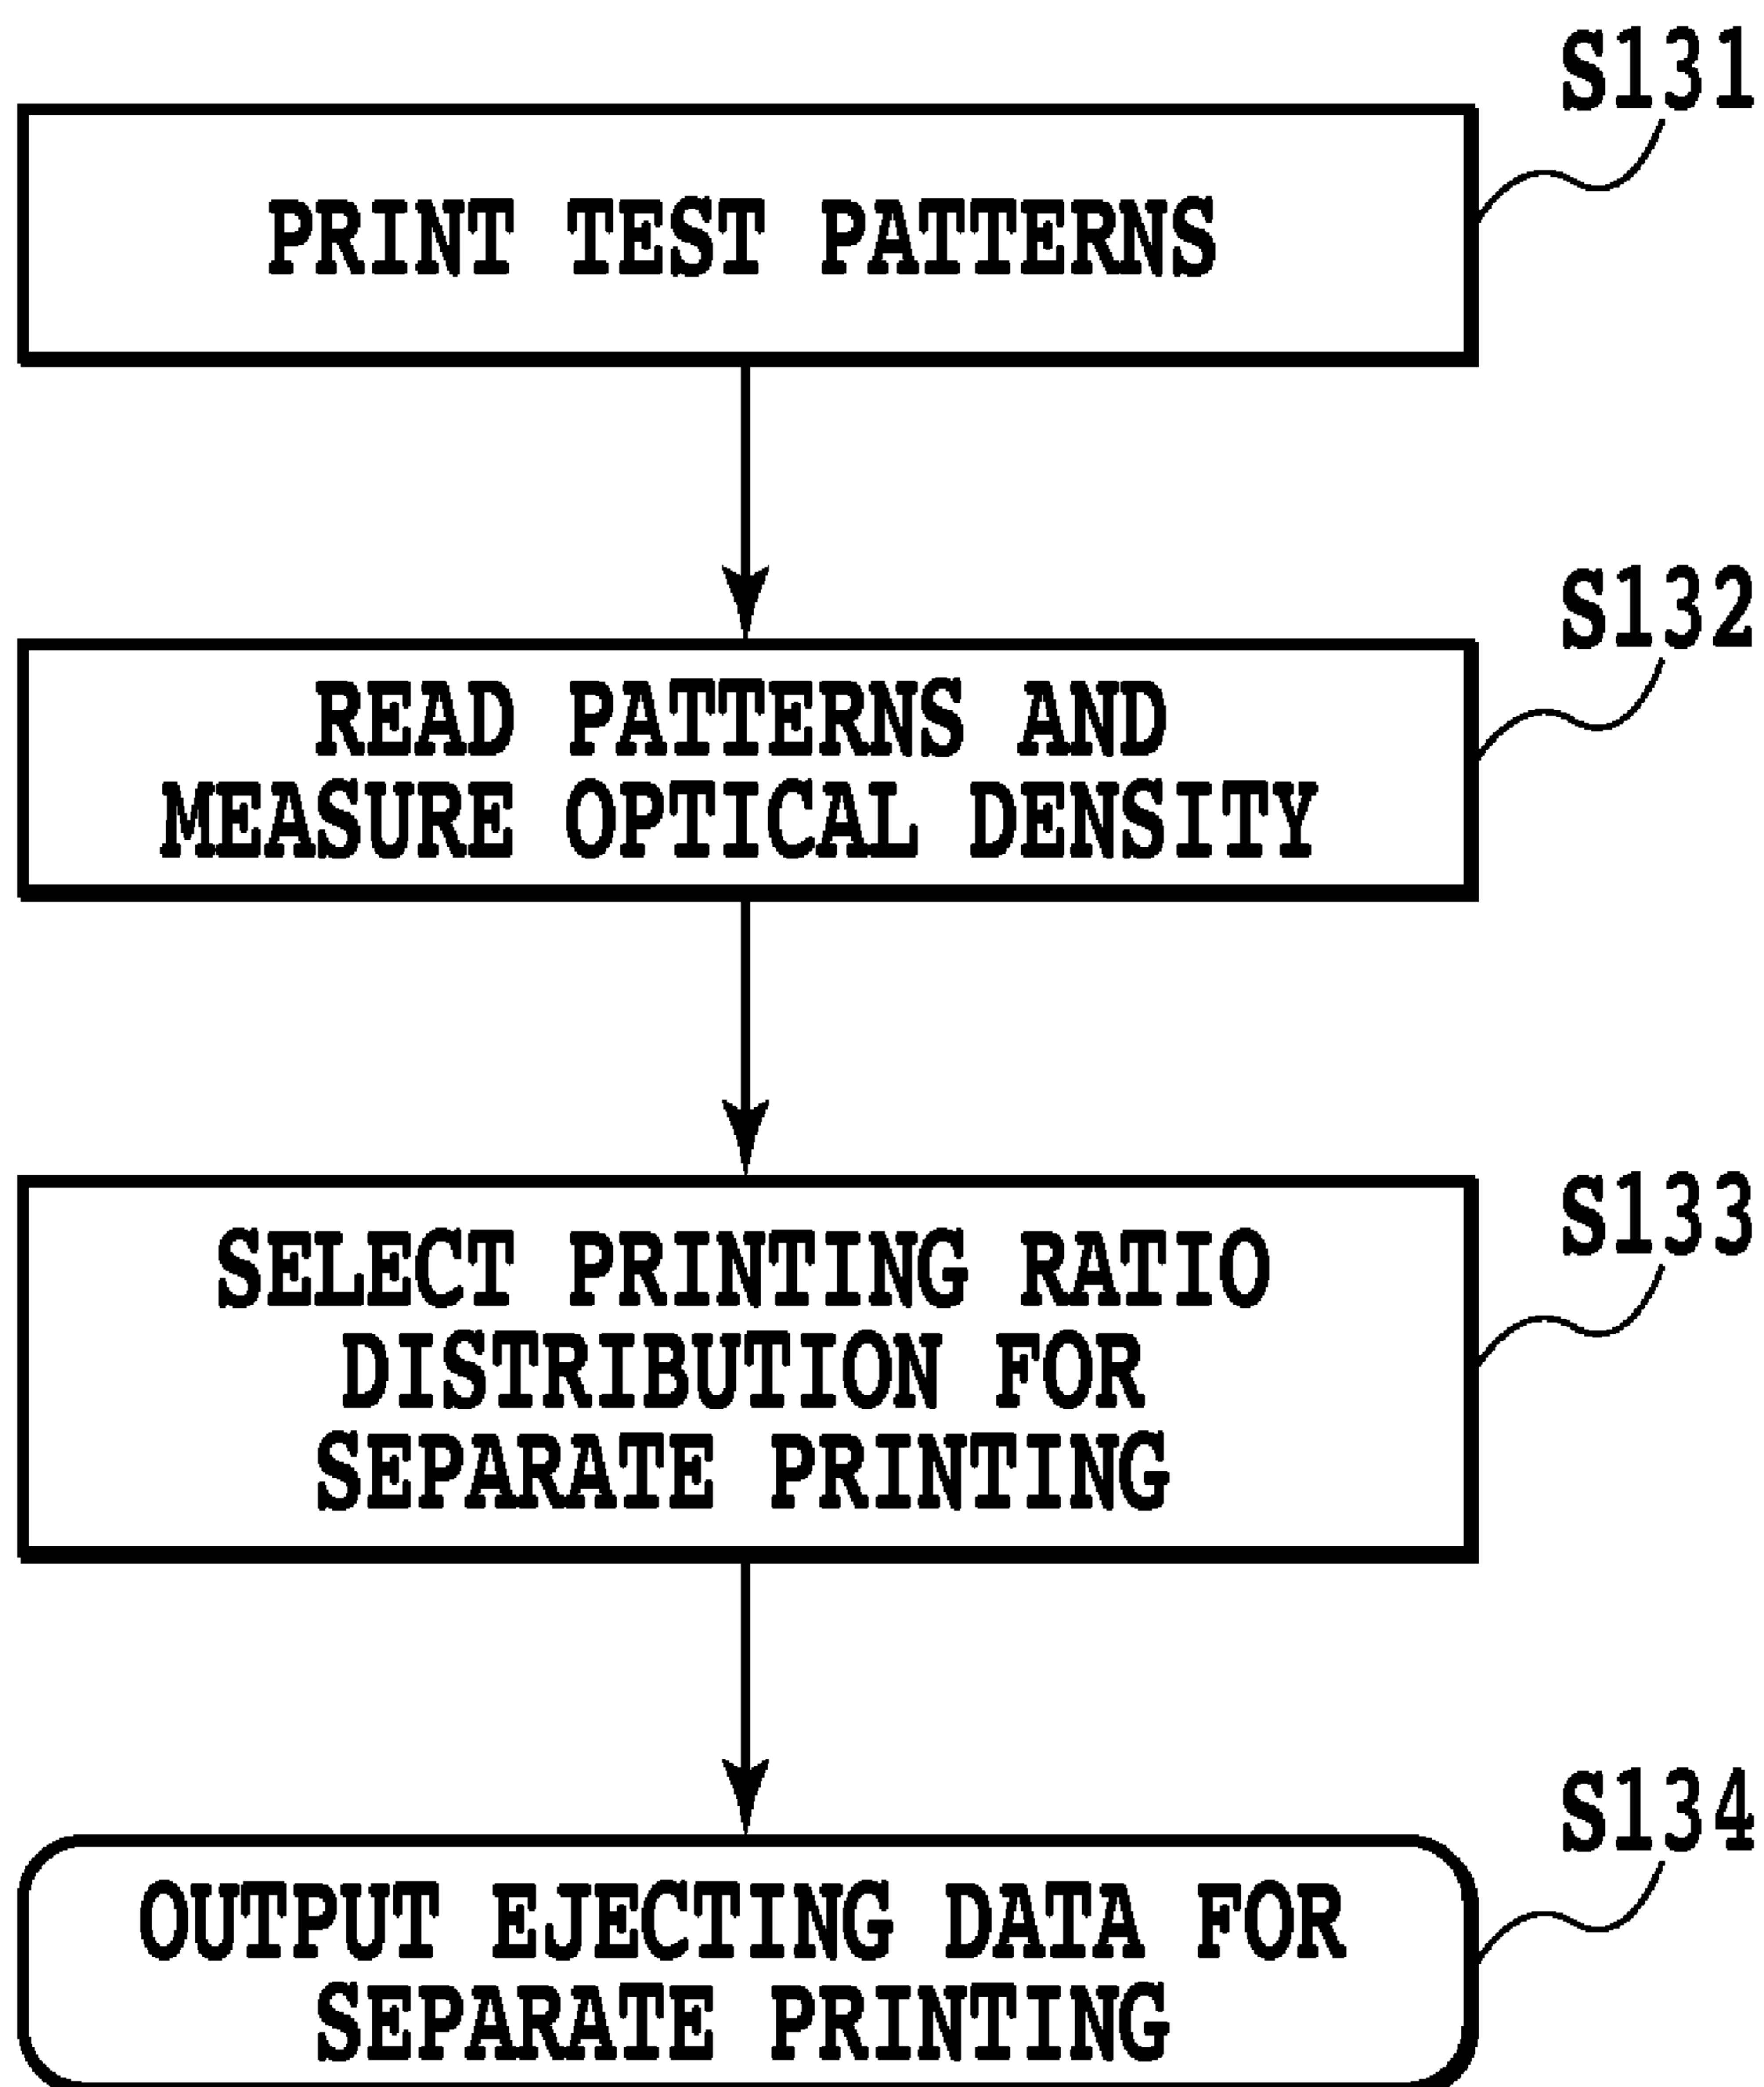 S131
PRINT TEST PATTERNS
S132
READ PATTERNS AND
MEASURE OPTICAL DENSITY
S133
SELECT PRINTING RATIO
DISTRIBUTION FOR
SEPARATE PRINTING
S134
OUTPUT EJECTING DATA FOR
SEPARATE PRINTING